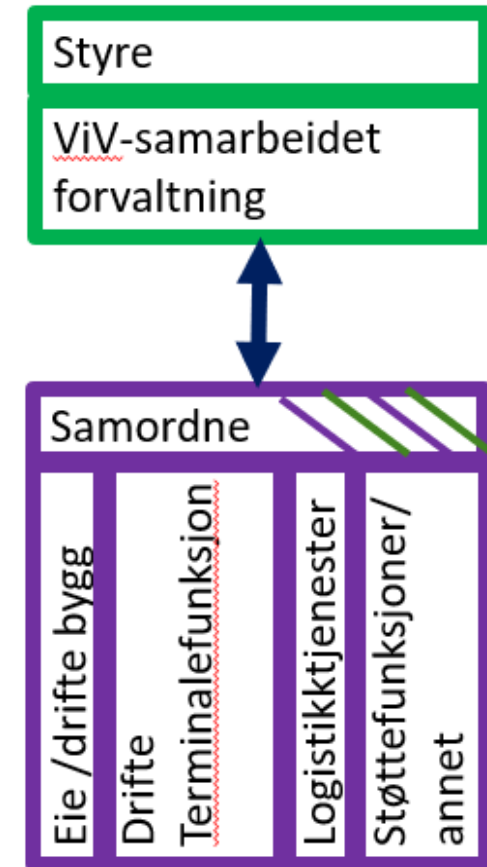 Styre
ViV-samarbeidet
forvaltning
Samordne
Eie /drifte bygg
Drifte
Terminalefunksjon
Logistikktjenester
Støttefunksjoner/
annet